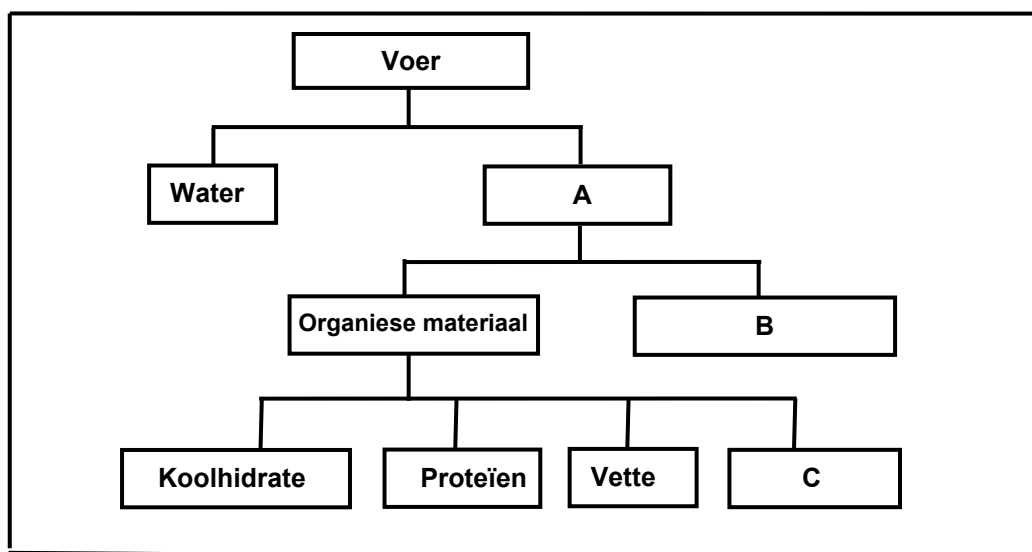 Voer
Water
A
Organiese materiaal
B
Koolhidrate
Proteïen
Vette
C